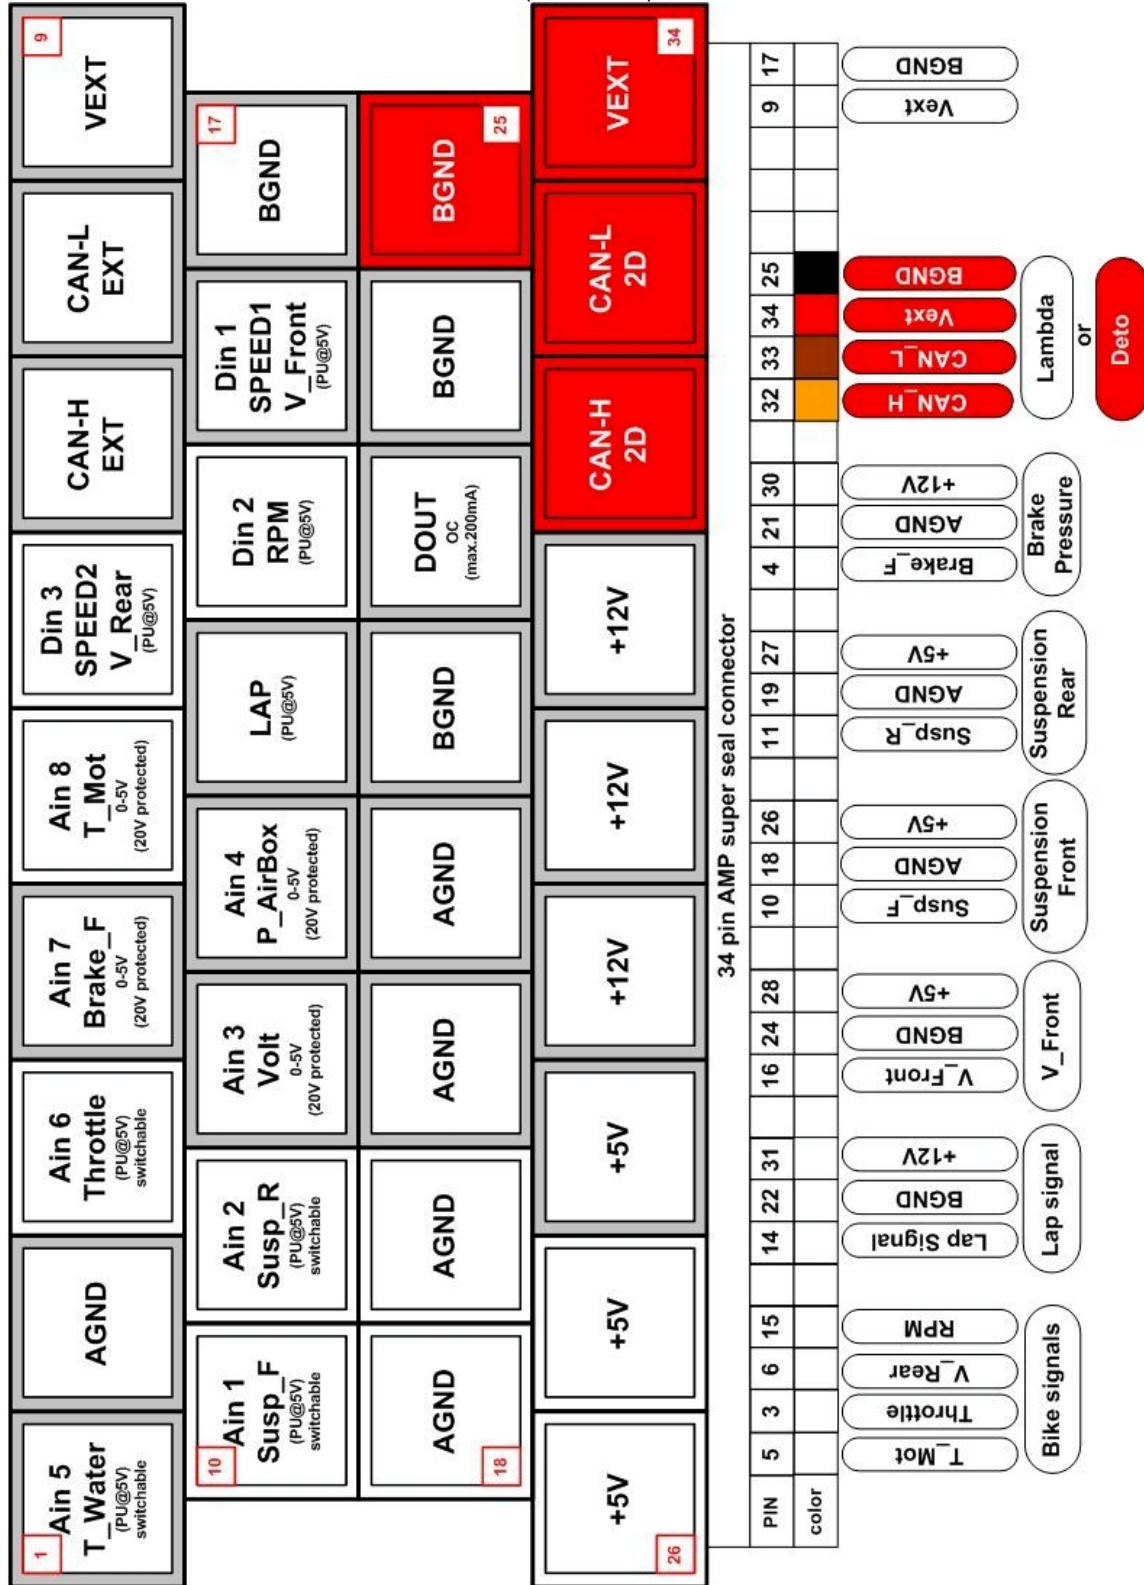 1
Ain 5
T_Water
(PU@5V)
switchable
AGND
Ain 6
Throttle
(PU@5V)
switchable
Ain 7
Brake_F
0-5V
(20V protected)
Ain 8
T_Mot
0-5V
(20V protected)
Din 3
SPEED2
V_Rear
(PU@5V)
CAN-H
EXT
CAN-L
EXT
VEXT
9
10
Ain 1
Susp_F
(PU@5V)
switchable
Ain 2
Susp_R
(PU@5V)
switchable
Ain 3
Volt
0-5V
(20V protected)
Ain 4
P_AirBox
0-5V
(20V protected)
LAP
(PU@5V)
Din 2
RPM
(PU@5V)
Din 1
SPEED1
V_Front
(PU@5V)
BGND
17
AGND
18
AGND
AGND
AGND
BGND
DOUT
OC
(max.200mA)
BGND
BGND
25
+5V
26
+5V
+5V
+12V
+12V
+12V
CAN-H
2D
CAN-L
2D
VEXT
34
34 pin AMP super seal connector
PIN 5 3 6 15 14 22 31 16 24 28 10 18 26 11 19 27 4 21 30 32 33 34 25 9 17
color
T_Mot
Throttle
V_Rear
RPM
Lap Signal
BGND
+12V
V_Front
BGND
+5V
Susp_F
AGND
+5V
Susp_R
AGND
+5V
Brake_F
AGND
+12V
CAN_H
CAN_L
Vext
BGND
Vext
BGND
Bike signals
Lap signal
V_Front
Suspension
Front
Suspension
Rear
Brake
Pressure
Lambda
or
Deto